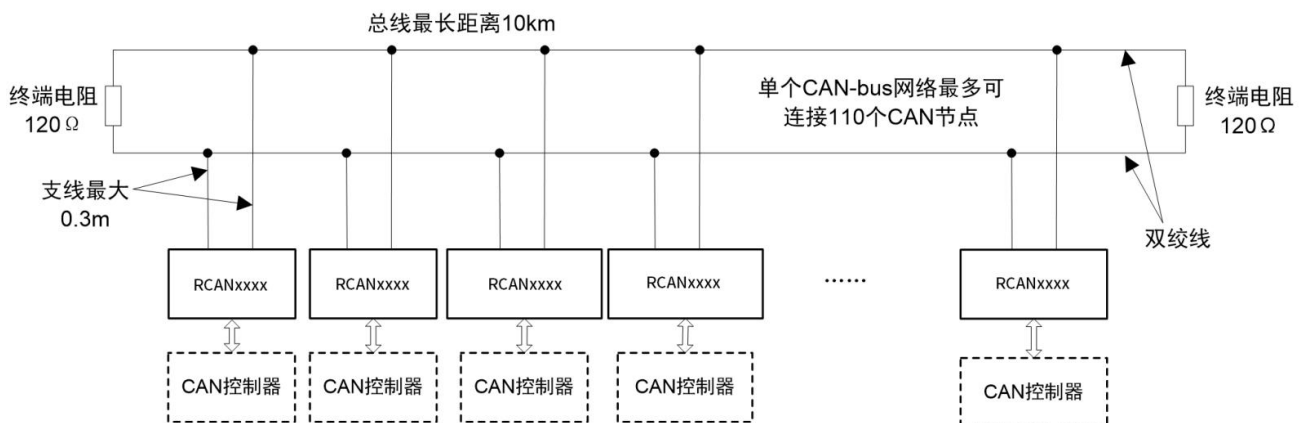 总线最长距离10km
终端电阻
120Ω
单个CAN-bus网络最多可
连接110个CAN节点
终端电阻
120Ω
支线最大
0.3m
双绞线
RCANxxxx
RCANxxxx
RCANxxxx
RCANxxxx
······
RCANxxxx
CAN控制器
CAN控制器
CAN控制器
CAN控制器
CAN控制器